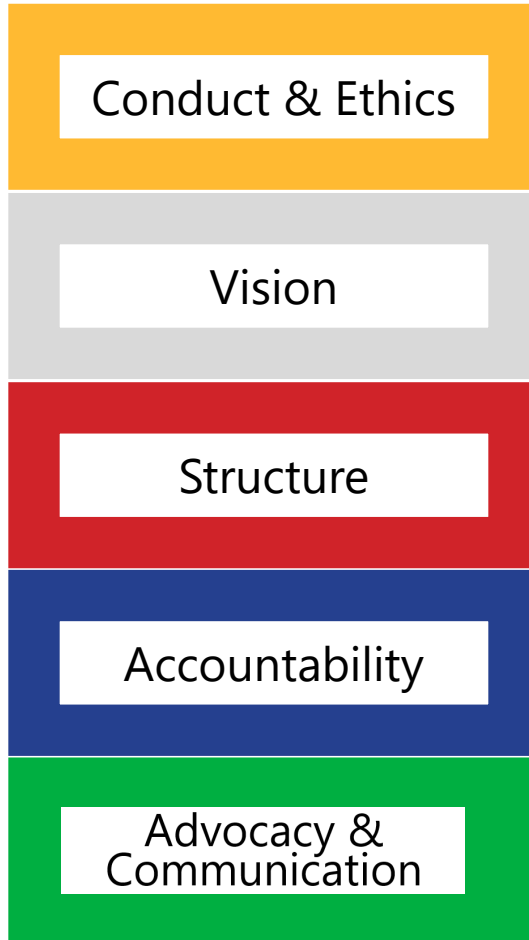 Conduct & Ethics
Vision
Structure
Accountability
Advocacy &
Communication